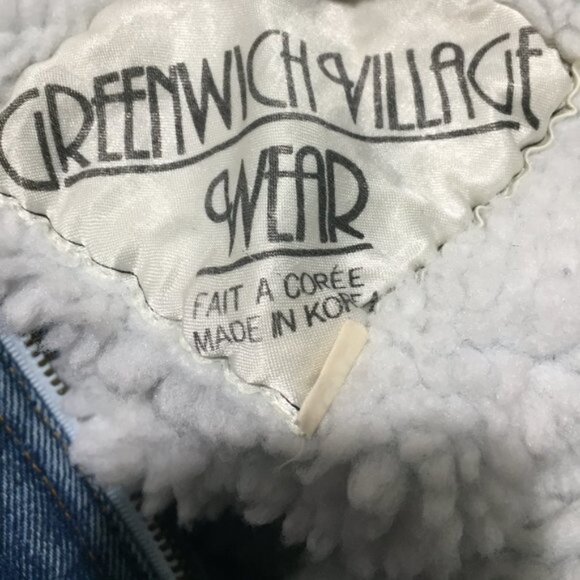 GREENWICH VILLAGE
WEAR
FAIT A CORÉE
MADE IN KOREA